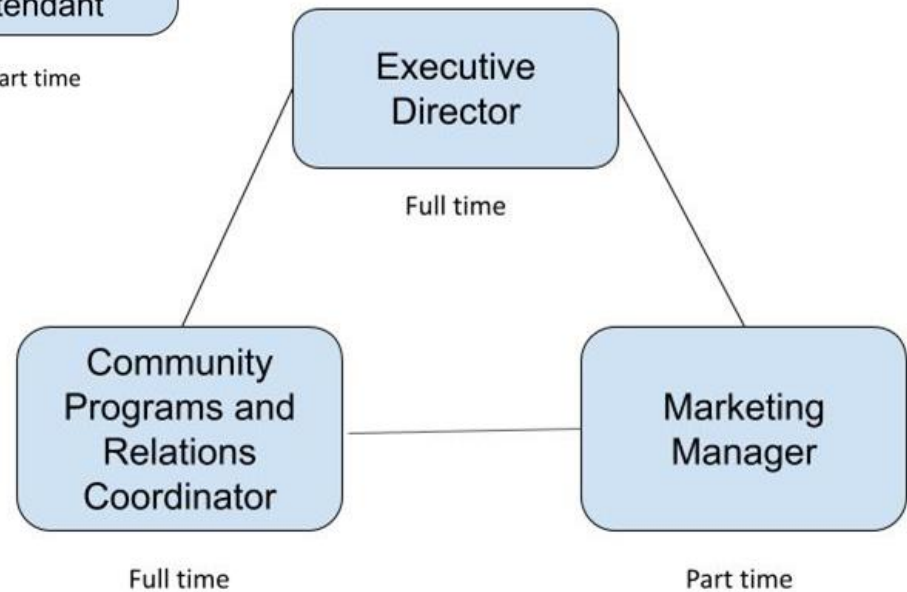 tendant
art time
Executive
Director
Full time
Community
Programs and
Relations
Coordinator
Full time
Marketing
Manager
Part time